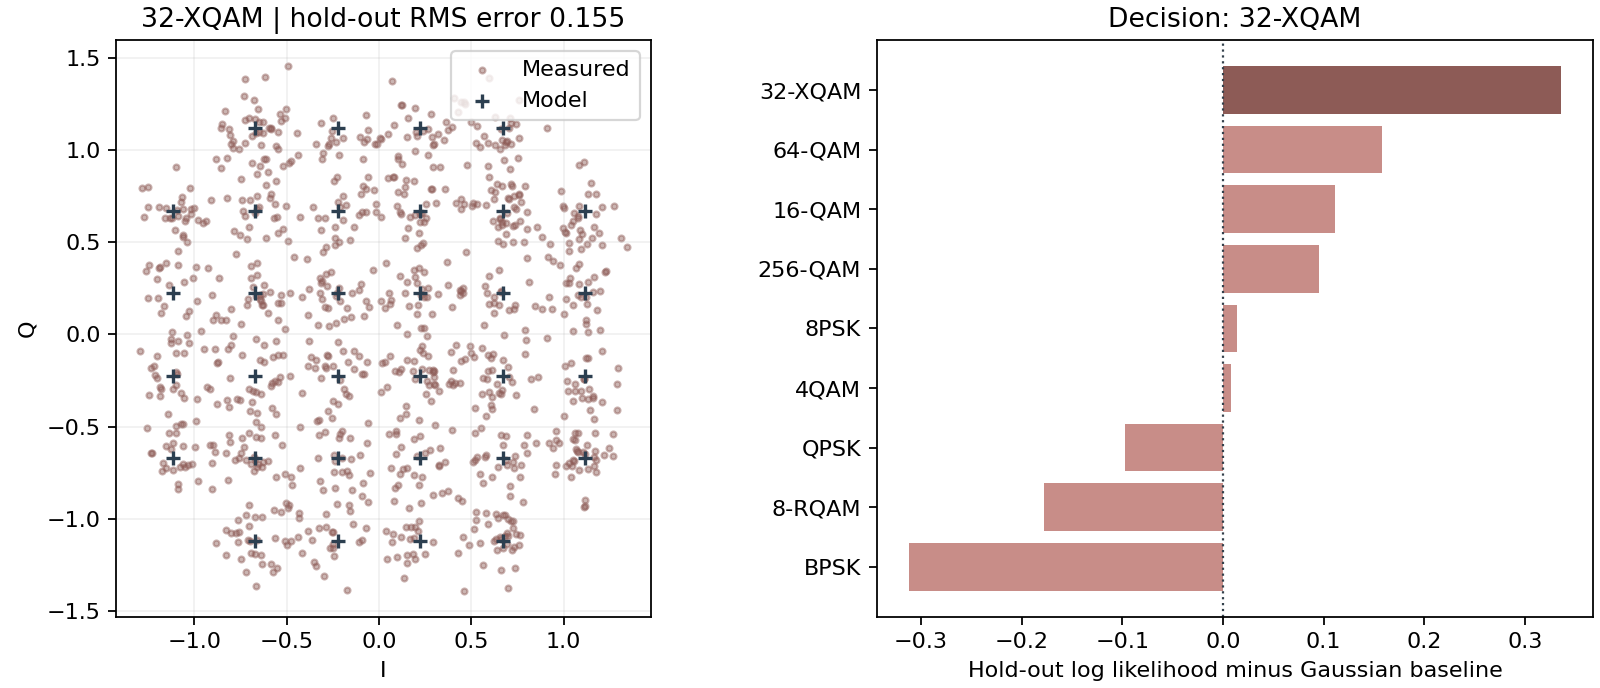 32-XQAM | hold-out RMS error 0.155
Measured
Model
1.5
1.0
0.5
0.0
−0.5
−1.0
−1.5
Q
−1.0
−0.5
0.0
0.5
1.0
I
Decision: 32-XQAM
32-XQAM
64-QAM
16-QAM
256-QAM
8PSK
4QAM
QPSK
8-RQAM
BPSK
−0.3
−0.2
−0.1
0.0
0.1
0.2
0.3
Hold-out log likelihood minus Gaussian baseline